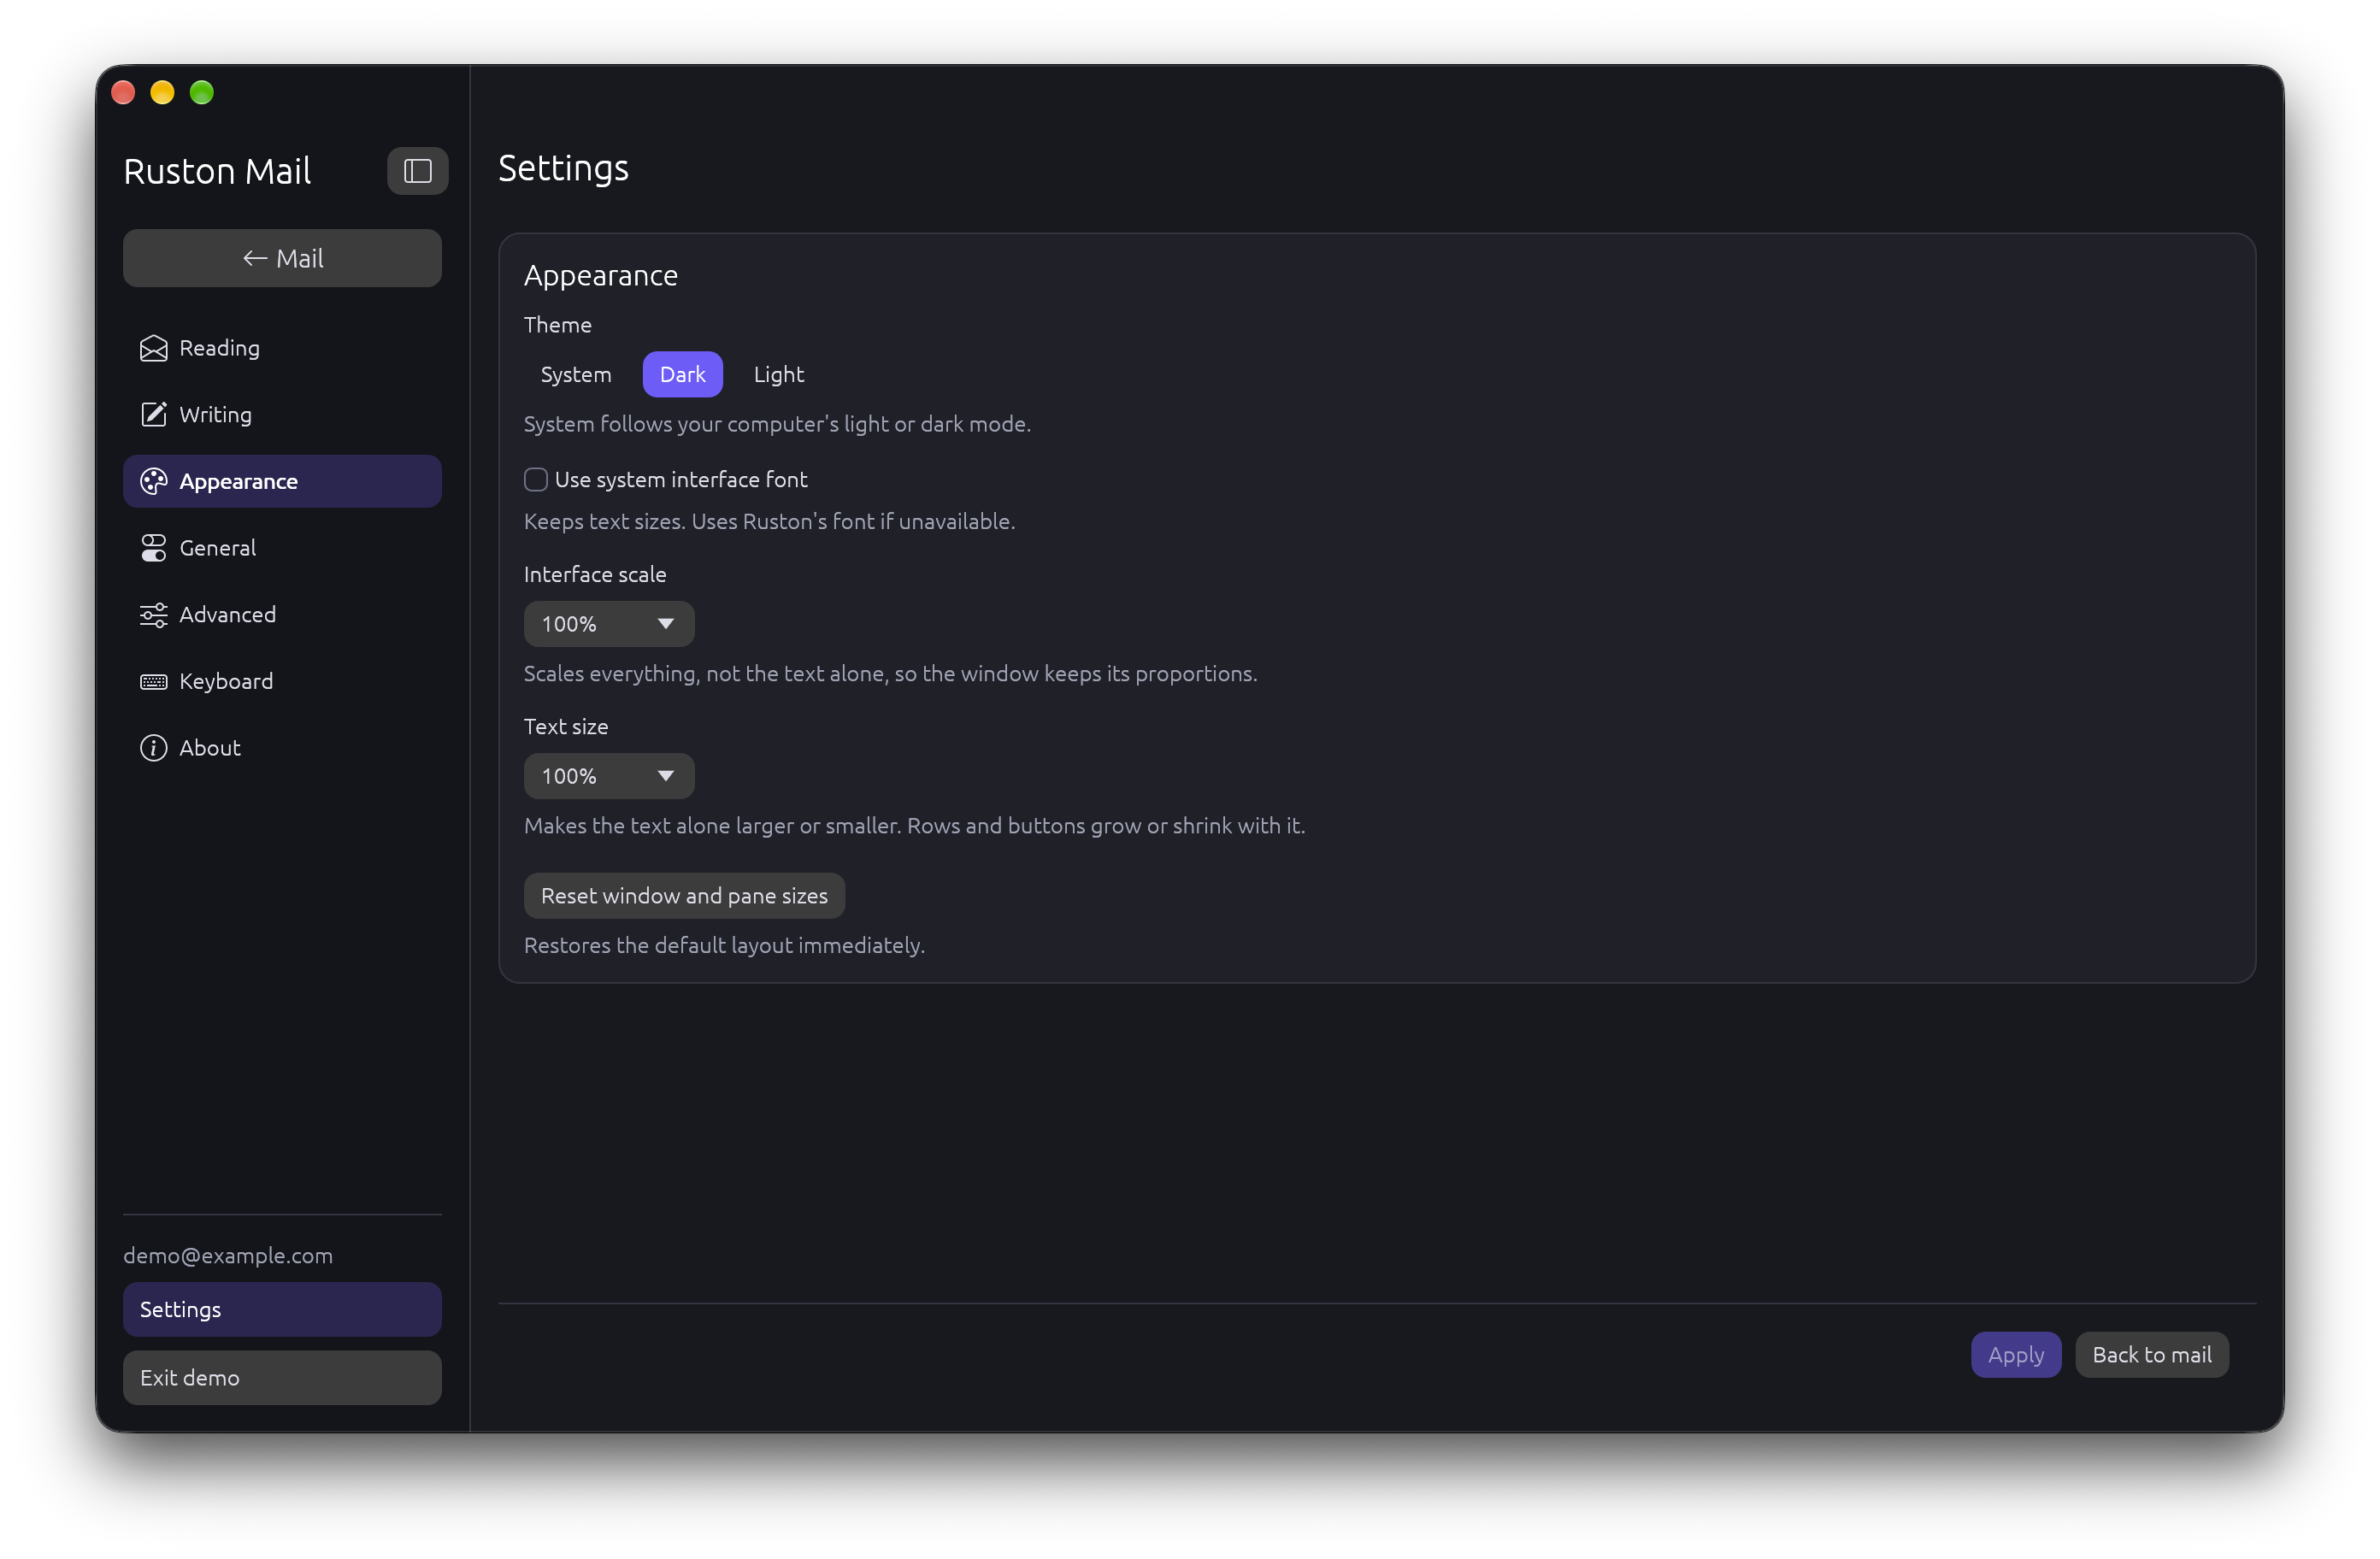 Ruston Mail
← Mail
Reading
Writing
Appearance
General
Advanced
Keyboard
About
demo@example.com
Settings
Exit demo
Settings
Appearance
Theme
System Dark Light
System follows your computer's light or dark mode.
Use system interface font
Keeps text sizes. Uses Ruston's font if unavailable.
Interface scale
100%
Scales everything, not the text alone, so the window keeps its proportions.
Text size
100%
Makes the text alone larger or smaller. Rows and buttons grow or shrink with it.
Reset window and pane sizes
Restores the default layout immediately.
Apply Back to mail